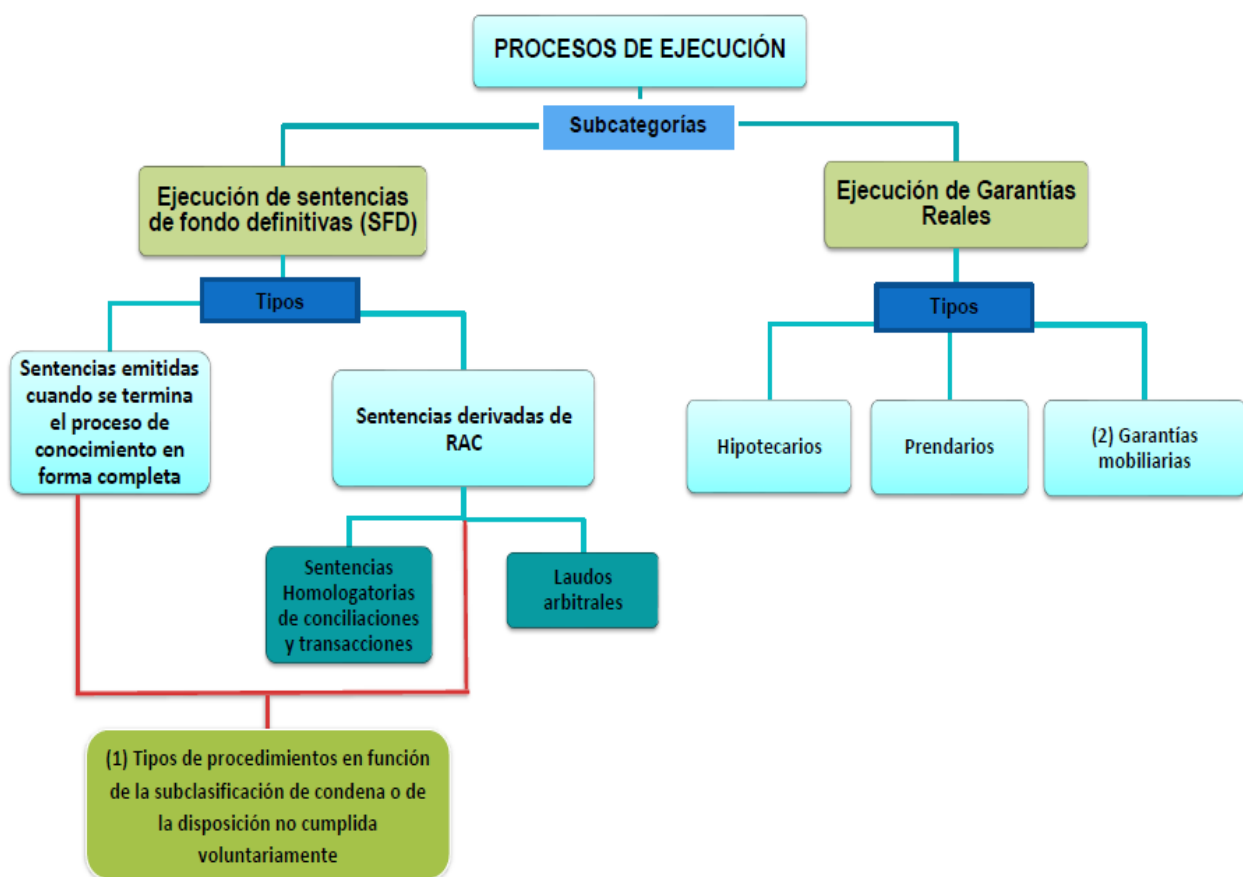 PROCESOS DE EJECUCIÓN
Subcategorías
Ejecución de sentencias
de fondo definitivas (SFD)
Ejecución de Garantías
Reales
Tipos
Tipos
Sentencias emitidas
cuando se termina
el proceso de
conocimiento en
forma completa
Sentencias derivadas de
RAC
Hipotecarios
Prendarios
(2) Garantías
mobiliarias
Sentencias
Homologatorias
de conciliaciones
y transacciones
Laudos
arbitrales
(1) Tipos de procedimientos en función
de la subclasificación de condena o de
la disposición no cumplida
voluntariamente